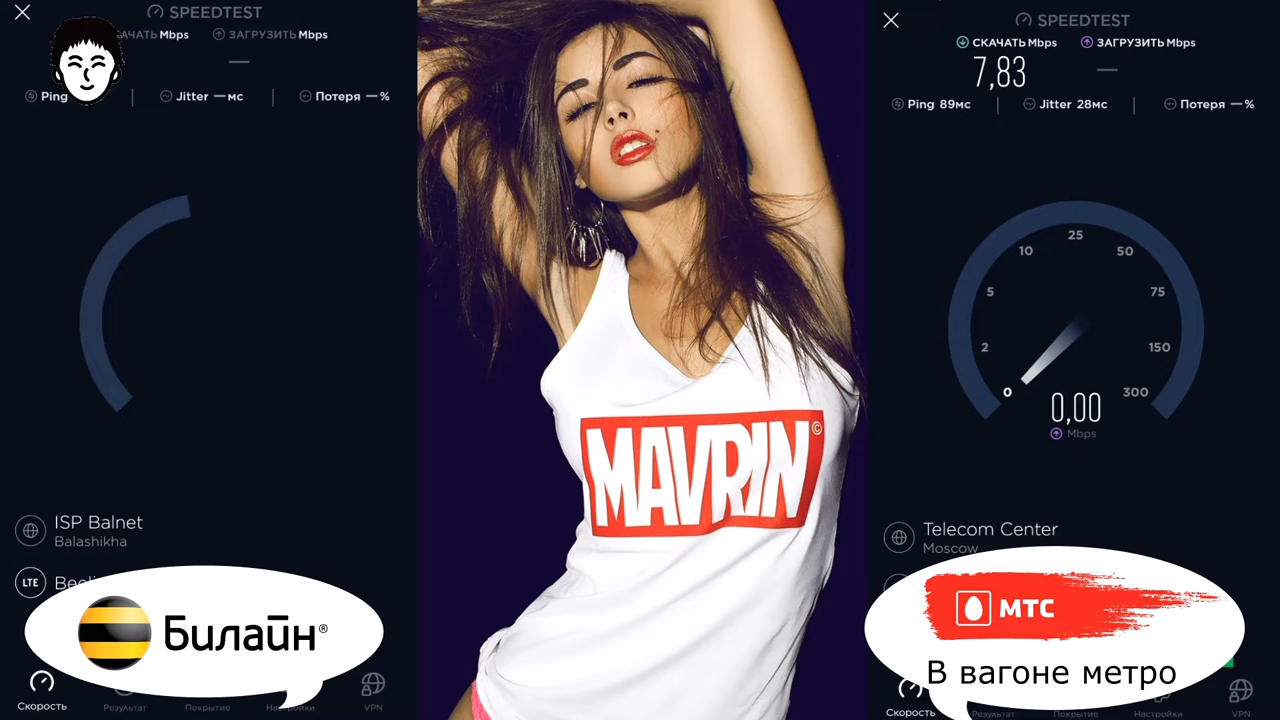 SPEEDTEST
АЧАТЬ Mbps
ЗАГРУЗИТЬ Mbps
—
Ping
Jitter — мс
Потеря — %
ISP Balnet
Balashikha
LTE
Билайн®
Скорость
Результат
Покрытие
Настройки
VPN
MAVRIN©
SPEEDTEST
СКАЧАТЬ Mbps
ЗАГРУЗИТЬ Mbps
7,83
—
Ping 89мс
Jitter 28мс
Потеря — %
0
2
5
10
25
50
75
150
300
0,00
Mbps
Telecom Center
Moscow
МТС
В вагоне метро
Скорость
Результат
Покрытие
Настройки
VPN